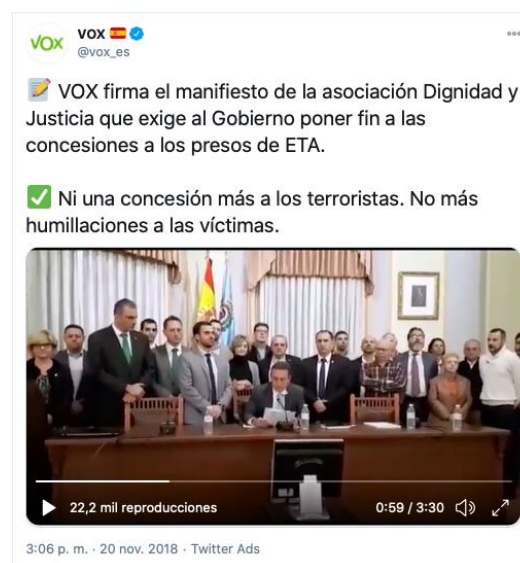 VOX
VOX
@vox_es
VOX firma el manifiesto de la asociación Dignidad y
Justicia que exige al Gobierno poner fin a las
concesiones a los presos de ETA.
Ni una concesión más a los terroristas. No más
humillaciones a las víctimas.
22,2 mil reproducciones
0:59 / 3:30
3:06 p. m. · 20 nov. 2018 · Twitter Ads